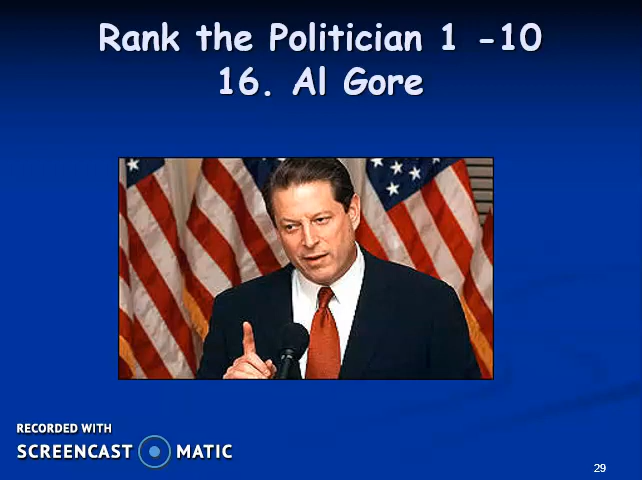 Rank the Politician 1 -10
16. Al Gore
RECORDED WITH
SCREENCAST MATIC
29